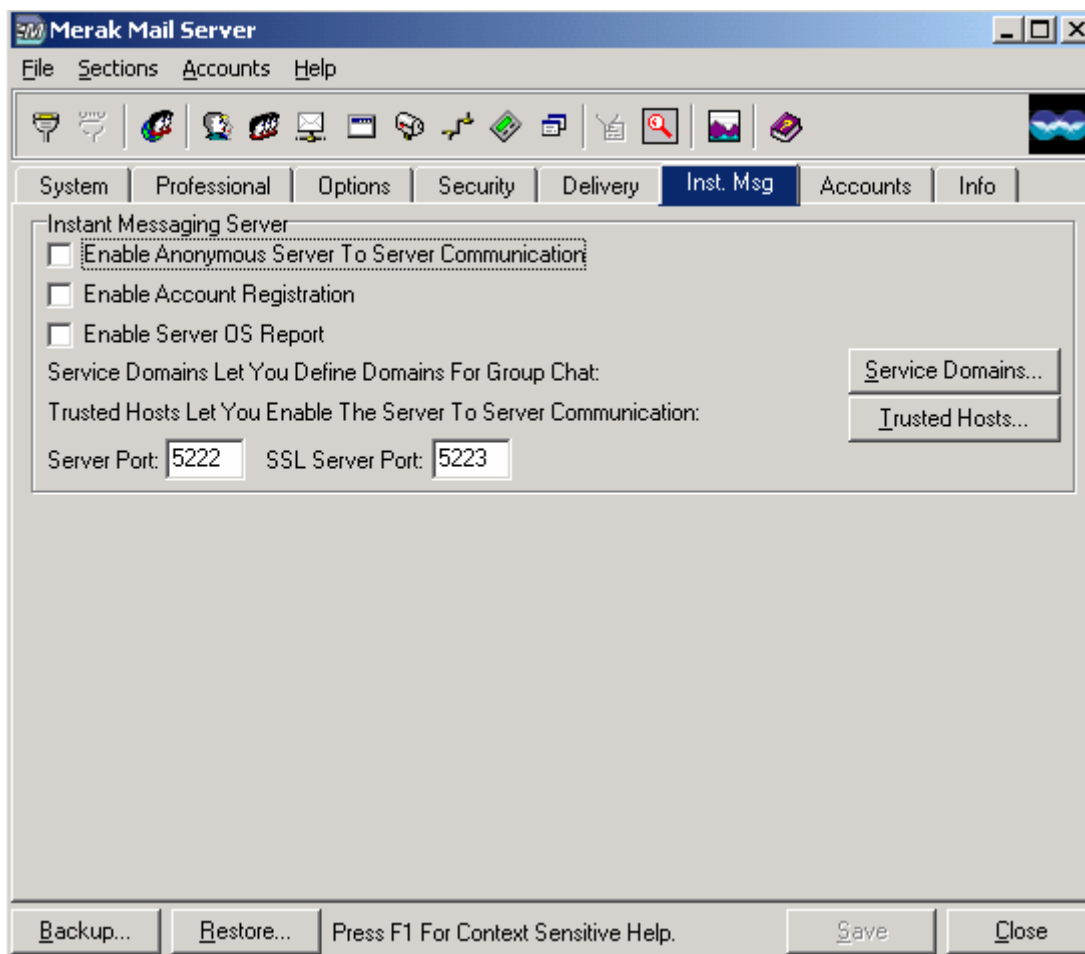 Merak Mail Server
File Sections Accounts Help
System Professional Options Security Delivery Inst. Msg Accounts Info
Instant Messaging Server
Enable Anonymous Server To Server Communication
Enable Account Registration
Enable Server OS Report
Service Domains Let You Define Domains For Group Chat: Service Domains...
Trusted Hosts Let You Enable The Server To Server Communication: Trusted Hosts...
Server Port: 5222 SSL Server Port: 5223
Backup... Restore... Press F1 For Context Sensitive Help. Save Close